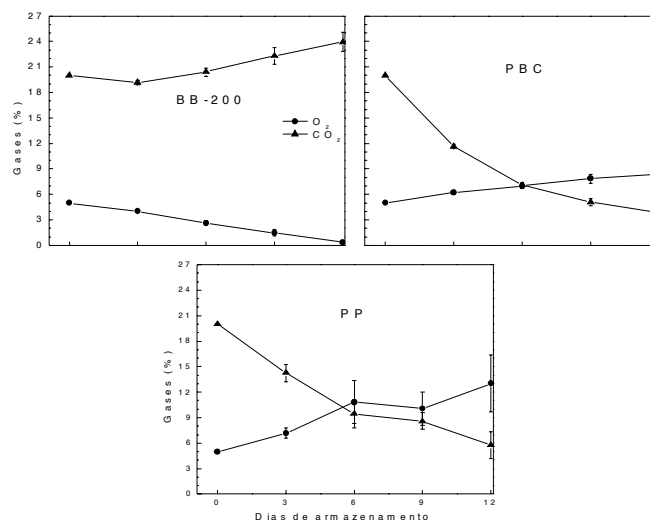 27
24
21
18
15
12
9
6
3
0
Gases (%)
BB-200
O₂
CO₂
PBC
27
24
21
18
15
12
9
6
3
0
Gases (%)
PP
0 3 6 9 12
Dias de armazenamento